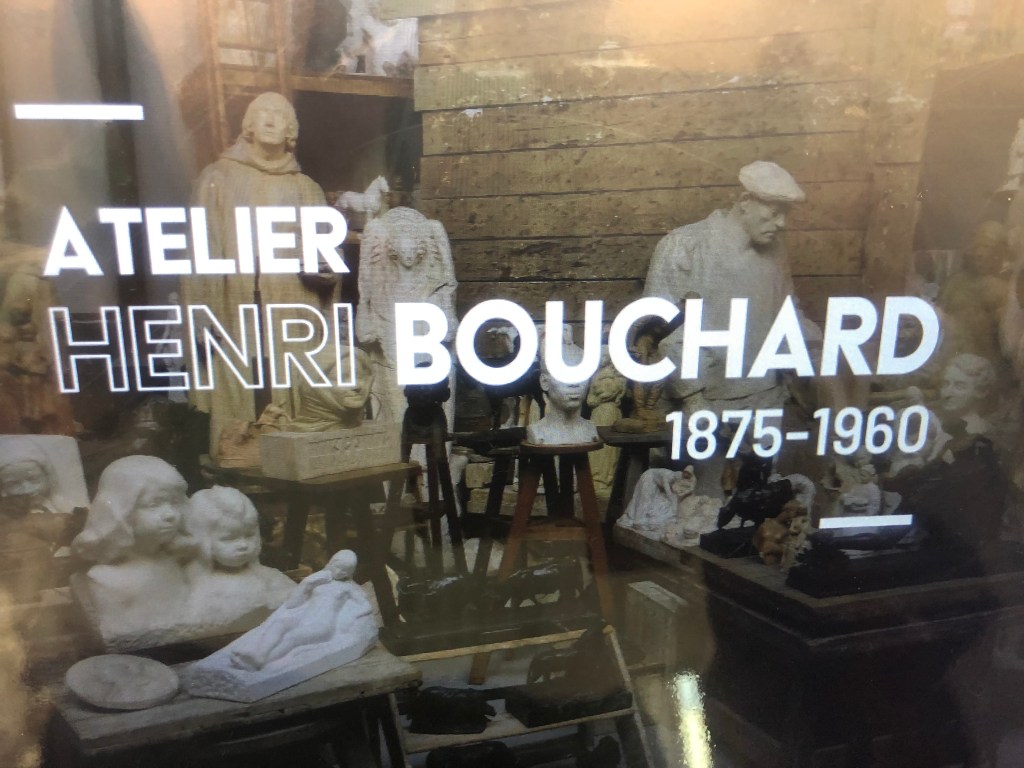 ATELIER
HENRI BOUCHARD
1875-1960